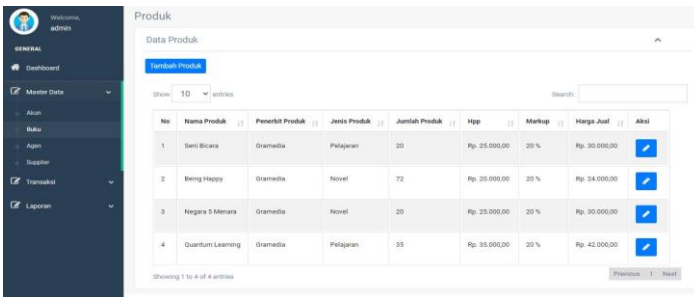 Welcome,
admin
GENERAL
Dashboard
Master Data
Akun
Buku
Agen
Supplier
Transaksi
Laporan
Produk
Data Produk
Tambah Produk
Show 10 entries
Search:
No Nama Produk Penerbit Produk Jenis Produk Jumlah Produk Hpp Markup Harga Jual Aksi
1 Seni Bicara Gramedia Pelajaran 20 Rp. 25.000,00 20 % Rp. 30.000,00
2 Being Happy Gramedia Novel 72 Rp. 20.000,00 20 % Rp. 24.000,00
3 Negara 5 Menara Gramedia Novel 20 Rp. 25.000,00 20 % Rp. 30.000,00
4 Quantum Learning Gramedia Pelajaran 35 Rp. 35.000,00 20 % Rp. 42.000,00
Showing 1 to 4 of 4 entries
Previous 1 Next